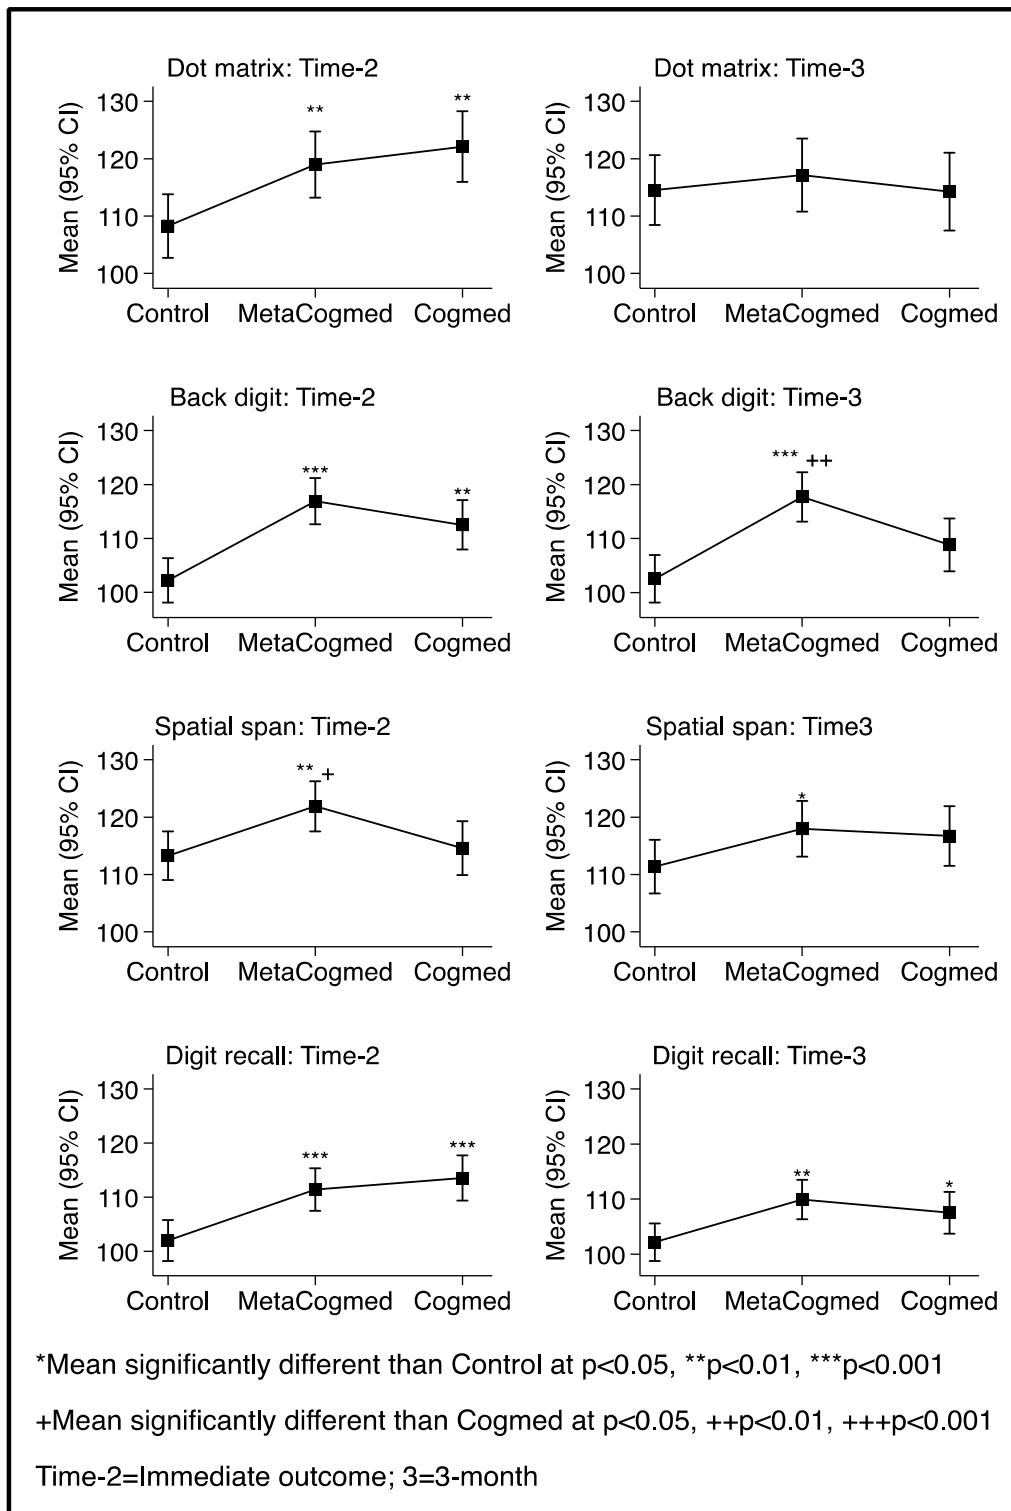 Dot matrix: Time-2
**
**
Mean (95% CI)
130
120
110
100
Control MetaCogmed Cogmed
Dot matrix: Time-3
Mean (95% CI)
130
120
110
100
Control MetaCogmed Cogmed
Back digit: Time-2
***
**
Mean (95% CI)
130
120
110
100
Control MetaCogmed Cogmed
Back digit: Time-3
*** ++
Mean (95% CI)
130
120
110
100
Control MetaCogmed Cogmed
Spatial span: Time-2
** +
Mean (95% CI)
130
120
110
100
Control MetaCogmed Cogmed
Spatial span: Time3
*
Mean (95% CI)
130
120
110
100
Control MetaCogmed Cogmed
Digit recall: Time-2
***
***
Mean (95% CI)
130
120
110
100
Control MetaCogmed Cogmed
Digit recall: Time-3
**
*
Mean (95% CI)
130
120
110
100
Control MetaCogmed Cogmed
*Mean significantly different than Control at p<0.05, **p<0.01, ***p<0.001
+Mean significantly different than Cogmed at p<0.05, ++p<0.01, +++p<0.001
Time-2=Immediate outcome; 3=3-month